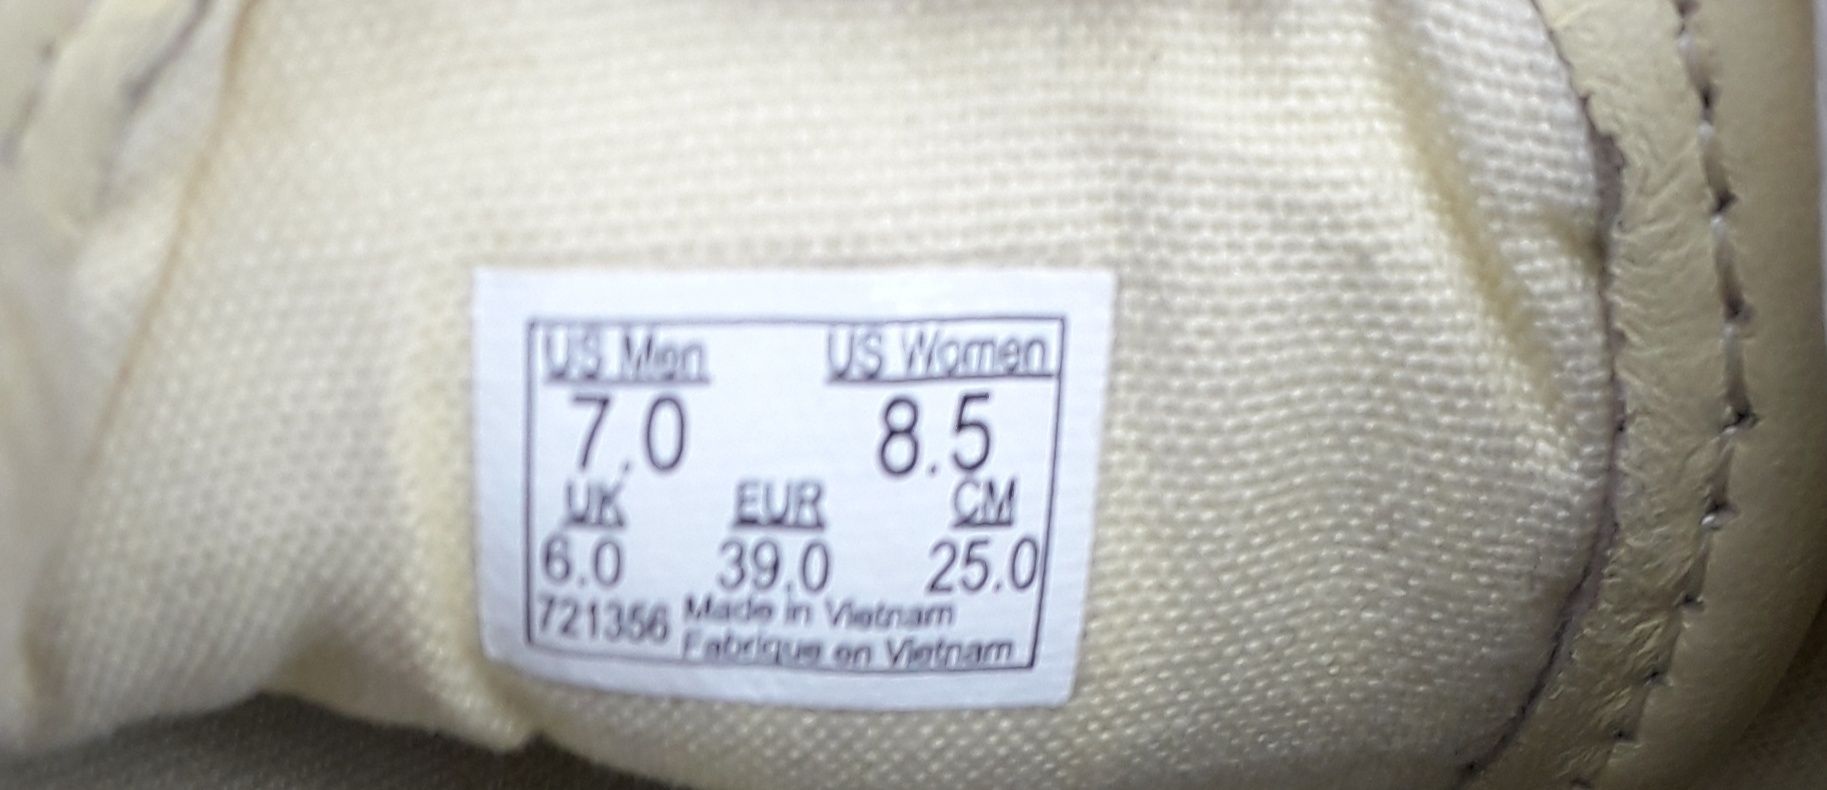 US Men US Women
7.0 8.5
UK EUR CM
6.0 39.0 25.0
721356 Made in Vietnam
Fabrique en Vietnam